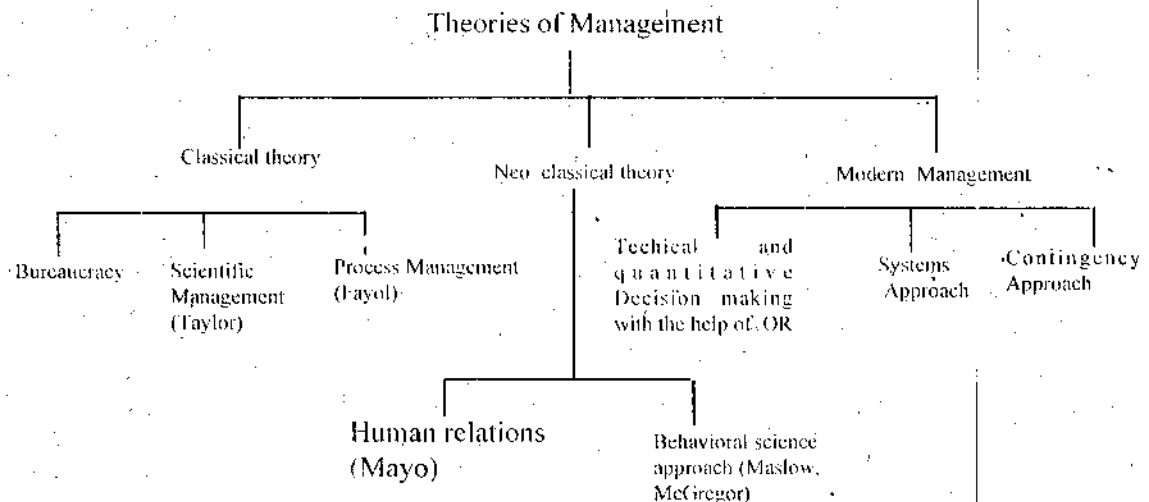 Theories of Management
Classical theory
Neo classical theory
Modern Management
Bureaucracy
Scientific
Management
(Taylor)
Process Management
(Fayol)
Techical and
quantitative
Decision making
with the help of OR
Systems
Approach
Contingency
Approach
Human relations
(Mayo)
Behavioral science
approach (Maslow,
McGregor)